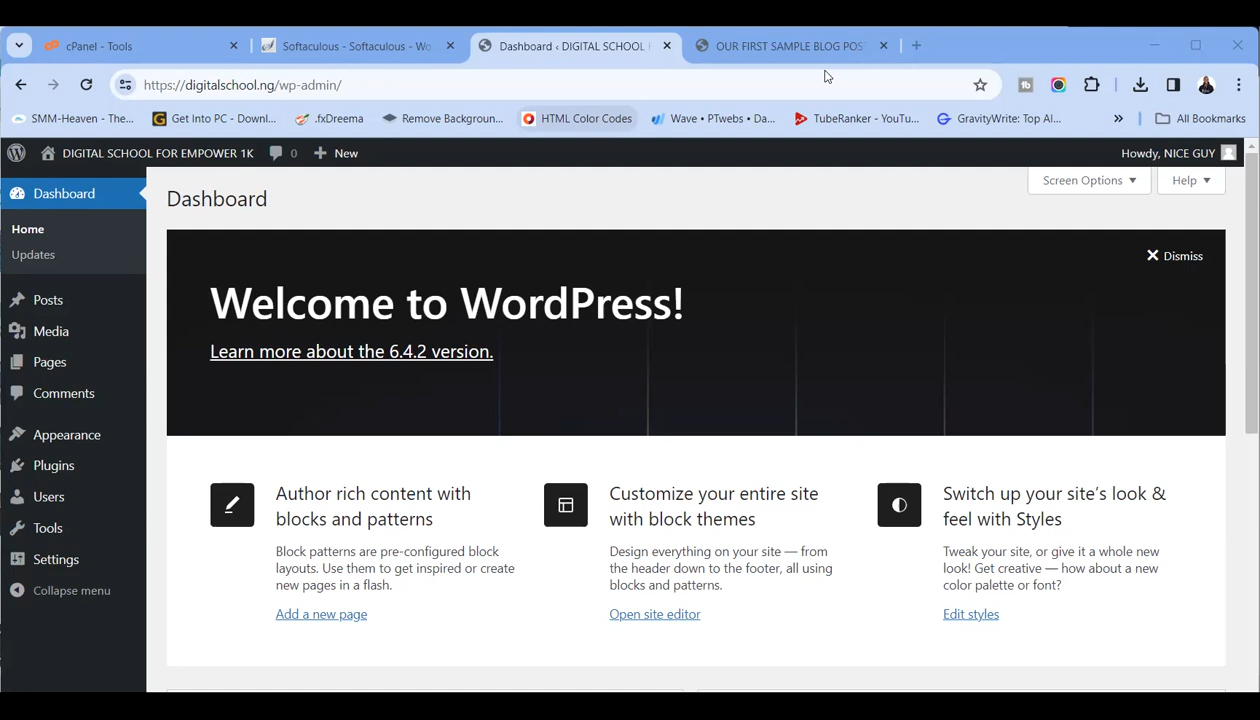 cPanel - Tools
Softaculous - Softaculous - Wo
Dashboard ‹ DIGITAL SCHOOL
OUR FIRST SAMPLE BLOG POS
https://digitalschool.ng/wp-admin/
SMM-Heaven - The...
Get Into PC - Downl...
.fxDreema
Remove Backgroun...
HTML Color Codes
Wave • PTwebs • Da...
TubeRanker - YouTu...
GravityWrite: Top AI...
»
All Bookmarks
DIGITAL SCHOOL FOR EMPOWER 1K
0
New
Howdy, NICE GUY
Dashboard
Home
Updates
Posts
Media
Pages
Comments
Appearance
Plugins
Users
Tools
Settings
Collapse menu
Screen Options
Help
Dashboard
Dismiss
Welcome to WordPress!
Learn more about the 6.4.2 version.
Author rich content with
blocks and patterns
Block patterns are pre-configured block
layouts. Use them to get inspired or create
new pages in a flash.
Add a new page
Customize your entire site
with block themes
Design everything on your site — from
the header down to the footer, all using
blocks and patterns.
Open site editor
Switch up your site's look &
feel with Styles
Tweak your site, or give it a whole new
look! Get creative — how about a new
color palette or font?
Edit styles